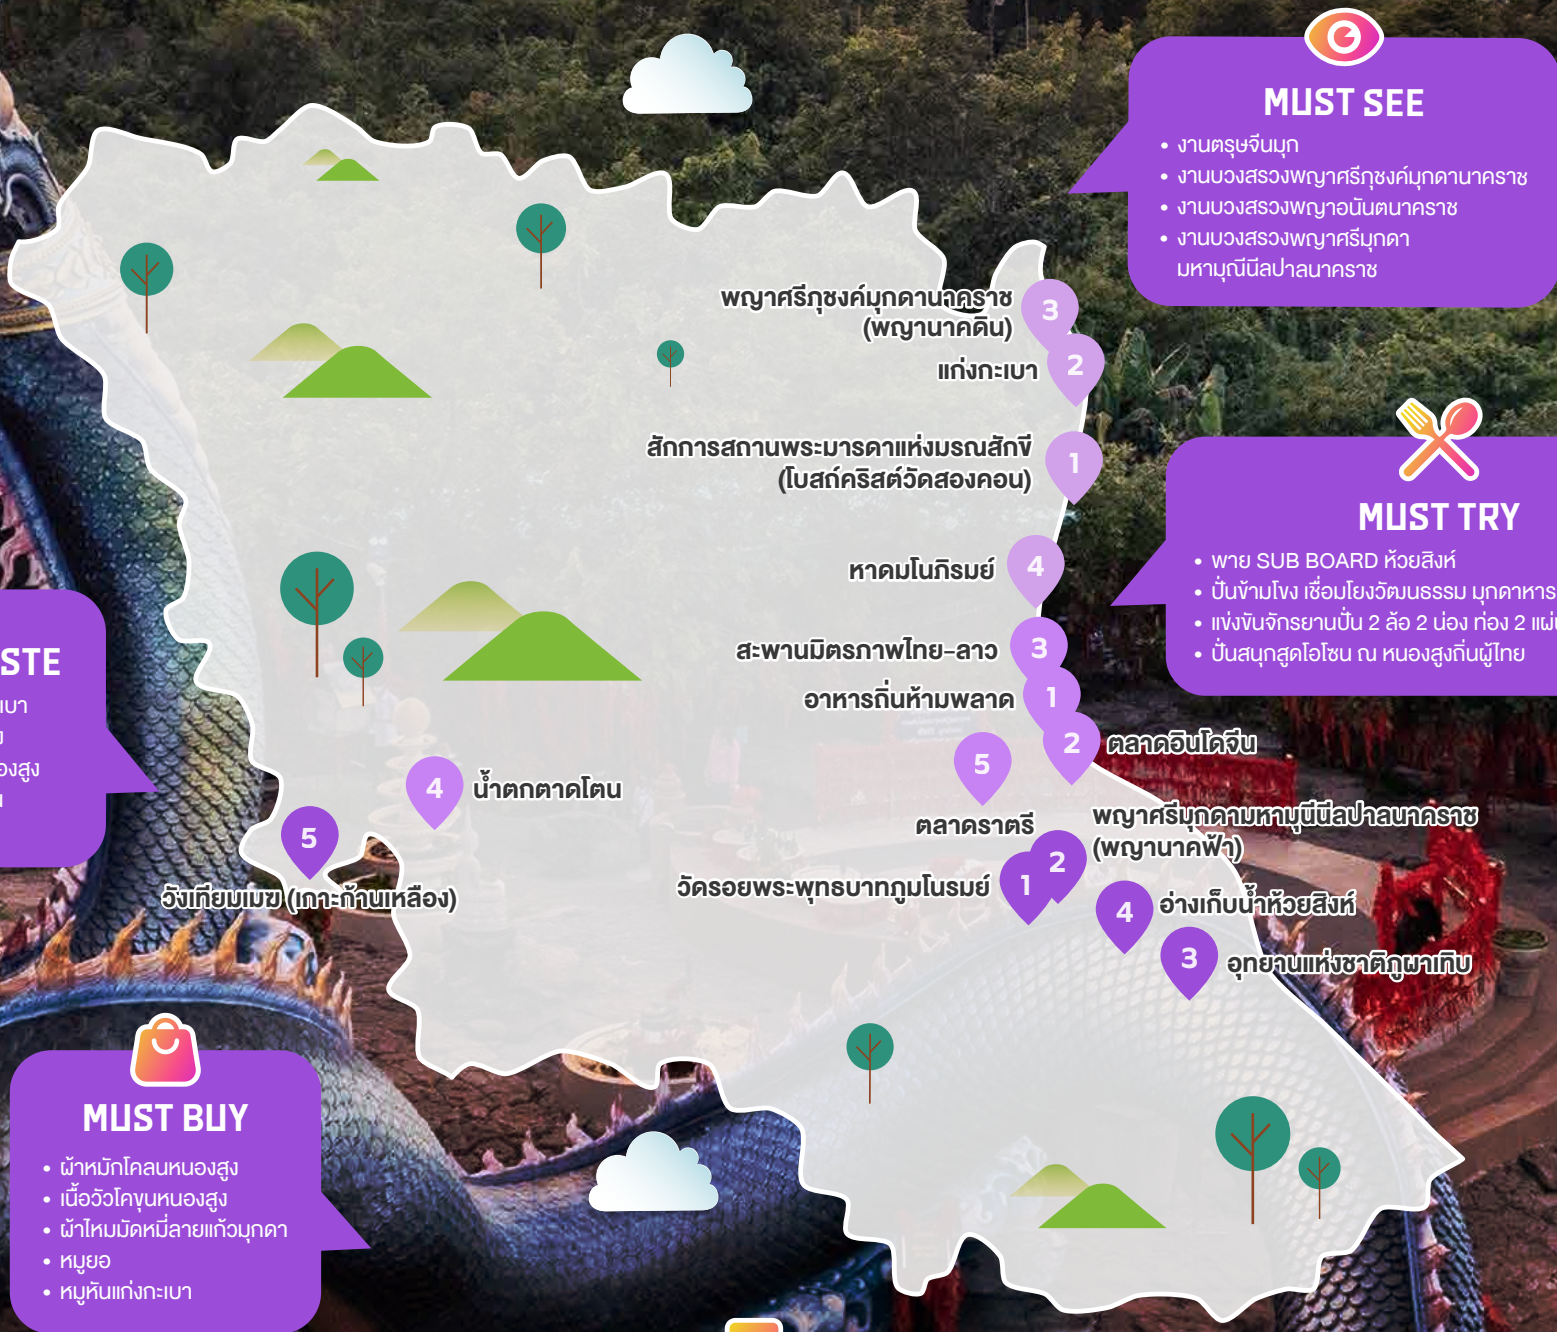 MUST SEE
• งานตรุษจีนมุก
• งานบวงสรวงพญาศรีภุชงค์มุกดานาคราช
• งานบวงสรวงพญาอนันตนาคราช
• งานบวงสรวงพญาศรีมุกดา
มหามุณีนีลปาลนาคราช
พญาศรีภุชงค์มุกดานาคราช
(พญานาคดิน)
3
แก่งกะเบา
2
สักการสถานพระมารดาแห่งมรณสักขี
(โบสถ์คริสต์วัดสองคอน)
1
หาดมโนภิรมย์
4
MUST TRY
• พาย SUB BOARD ห้วยสิงห์
• ปั่นข้ามโขง เชื่อมโยงวัฒนธรรม มุกดาหาร
• แข่งขันจักรยานปั่น 2 ล้อ 2 น่อง ท่อง 2
• ปั่นสนุกสูดโอโซน ณ หนองสูงถิ่นผู้ไทย
สะพานมิตรภาพไทย-ลาว
3
อาหารถิ่นห้ามพลาด
1
2 ตลาดอินโดจีน
5
ตลาดราตรี
4 น้ำตกตาดโตน
5
วังเทียมเมฆ (เกาะก้านเหลือง)
พญาศรีมุกดามหามุนีนีลปาลนาคราช
(พญานาคฟ้า)
2
วัดรอยพระพุทธบาทภูมโนรมย์
1
4 อ่างเก็บน้ำห้วยสิงห์
3 อุทยานแห่งชาติภูผาเทิบ
MUST BUY
• ผ้าหมักโคลนหนองสูง
• เนื้อวัวโคขุนหนองสูง
• ผ้าไหมมัดหมี่ลายแก้วมุกดา
• หมูยอ
• หมูหันแก่งกะเบา